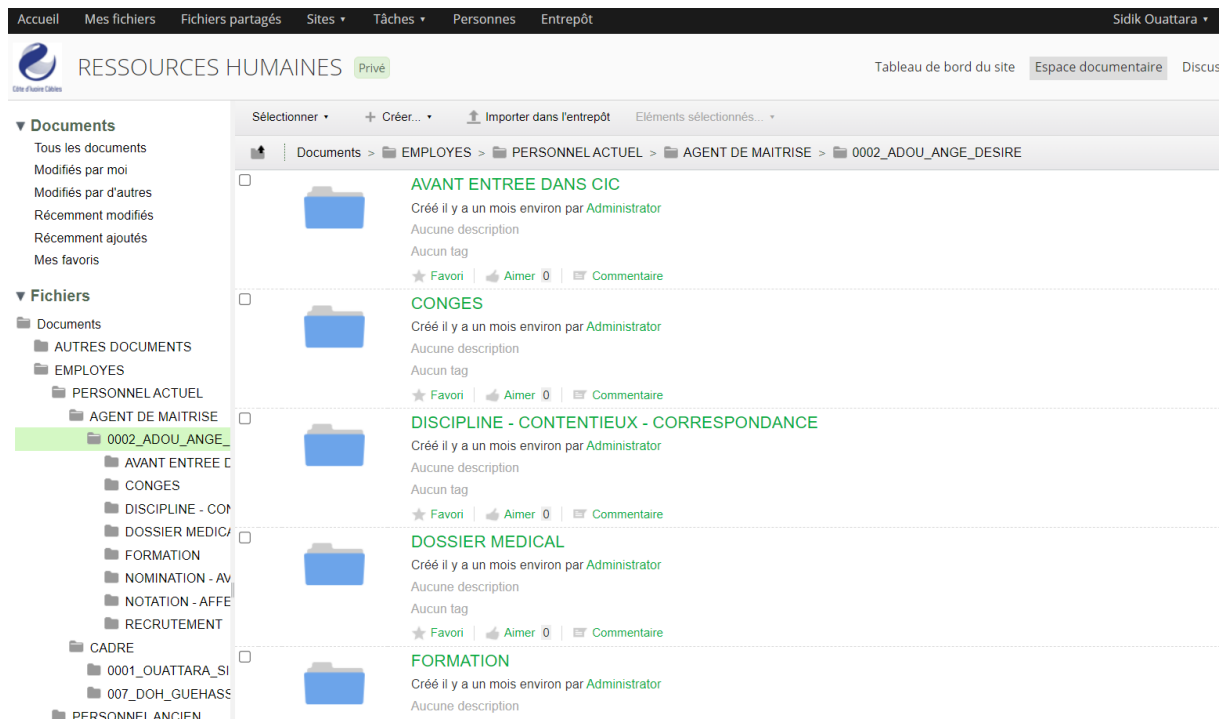 Accueil Mes fichiers Fichiers partagés Sites Tâches Personnes Entrepôt Sidik Ouattara
Côte d'Ivoire Câbles
RESSOURCES HUMAINES Privé Tableau de bord du site Espace documentaire Discus
Documents
Tous les documents
Modifiés par moi
Modifiés par d'autres
Récemment modifiés
Récemment ajoutés
Mes favoris
Fichiers
Documents
AUTRES DOCUMENTS
EMPLOYES
PERSONNEL ACTUEL
AGENT DE MAITRISE
0002_ADOU_ANGE_
AVANT ENTREE D
CONGES
DISCIPLINE - CON
DOSSIER MEDICA
FORMATION
NOMINATION - AV
NOTATION - AFFE
RECRUTEMENT
CADRE
0001_OUATTARA_SI
007_DOH_GUEHASS
PERSONNEL ANCIEN
Sélectionner + Créer... Importer dans l'entrepôt Eléments sélectionnés...
Documents > EMPLOYES > PERSONNEL ACTUEL > AGENT DE MAITRISE > 0002_ADOU_ANGE_DESIRE
AVANT ENTREE DANS CIC
Créé il y a un mois environ par Administrator
Aucune description
Aucun tag
Favori Aimer 0 Commentaire
CONGES
Créé il y a un mois environ par Administrator
Aucune description
Aucun tag
Favori Aimer 0 Commentaire
DISCIPLINE - CONTENTIEUX - CORRESPONDANCE
Créé il y a un mois environ par Administrator
Aucune description
Aucun tag
Favori Aimer 0 Commentaire
DOSSIER MEDICAL
Créé il y a un mois environ par Administrator
Aucune description
Aucun tag
Favori Aimer 0 Commentaire
FORMATION
Créé il y a un mois environ par Administrator
Aucune description